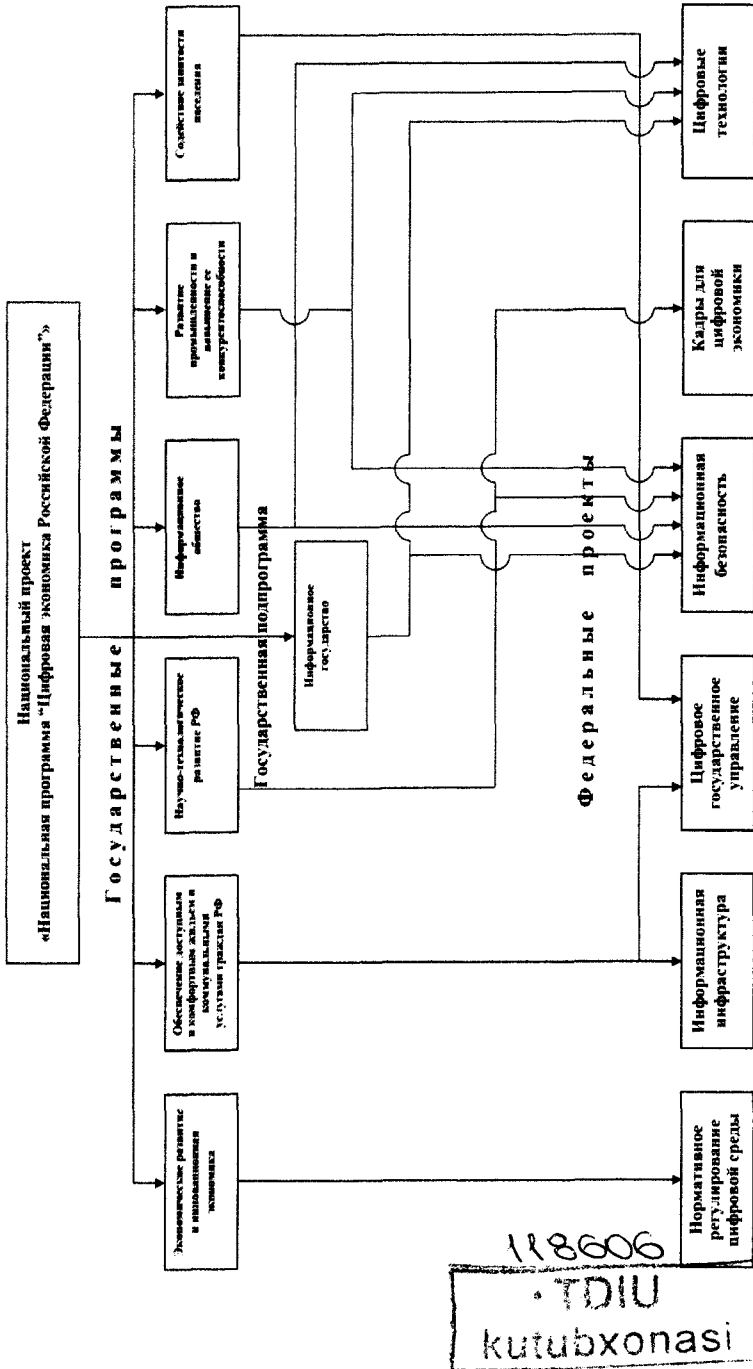 Национальный проект
«Национальная программа “Цифровая экономика Российской Федерации”»
Государственные программы
Экономическое развитие
и инновационная
экономика
Обеспечение доступным
и комфортным жильем и
коммунальными
услугами граждан РФ
Научно-технологическое
развитие РФ
Информационное
общество
Развитие
промышленности и
повышение ее
конкурентоспособности
Содействие занятости
населения
Государственная подпрограмма
Информационное
государство
Федеральные проекты
Нормативное
регулирование
цифровой среды
Информационная
инфраструктура
Цифровое
государственное
управление
Информационная
безопасность
Кадры для
цифровой
экономики
Цифровые
технологии
118606
TDIU
kutubxonasi